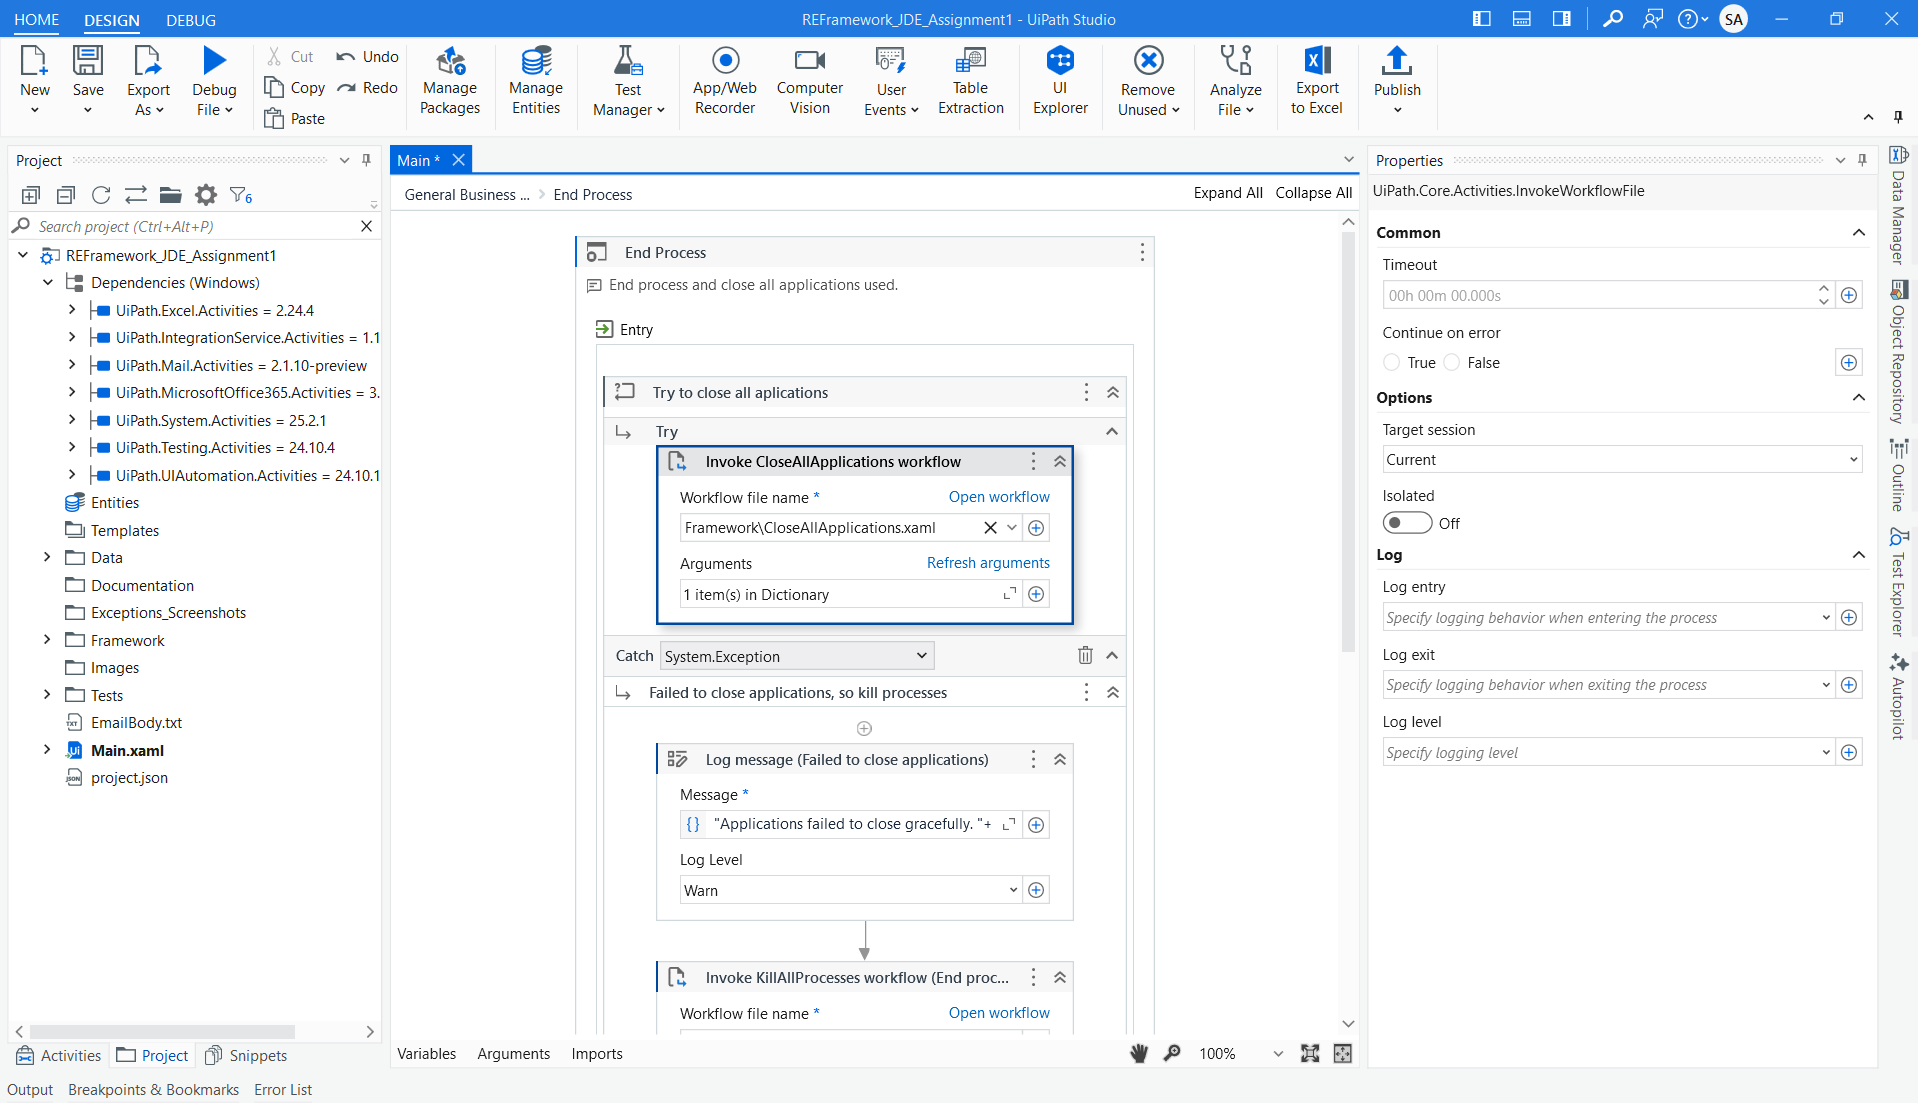 HOME DESIGN DEBUG REFramework_JDE_Assignment1 - UiPath Studio SA
New Save Export As Debug File Cut Copy Paste Undo Redo Manage Packages Manage Entities Test Manager App/Web Recorder Computer Vision User Events Table Extraction UI Explorer Remove Unused Analyze File Export to Excel Publish
Project
6
Search project (Ctrl+Alt+P)
REFramework_JDE_Assignment1
Dependencies (Windows)
UiPath.Excel.Activities = 2.24.4
UiPath.IntegrationService.Activities = 1.1
UiPath.Mail.Activities = 2.1.10-preview
UiPath.MicrosoftOffice365.Activities = 3.
UiPath.System.Activities = 25.2.1
UiPath.Testing.Activities = 24.10.4
UiPath.UIAutomation.Activities = 24.10.1
Entities
Templates
Data
Documentation
Exceptions_Screenshots
Framework
Images
Tests
EmailBody.txt
Main.xaml
project.json
Activities Project Snippets
Output Breakpoints & Bookmarks Error List
Main *
General Business ... End Process
Expand All Collapse All
End Process
End process and close all applications used.
Entry
Try to close all aplications
Try
Invoke CloseAllApplications workflow
Workflow file name * Open workflow
Framework\CloseAllApplications.xaml
Arguments Refresh arguments
1 item(s) in Dictionary
Catch System.Exception
Failed to close applications, so kill processes
Log message (Failed to close applications)
Message *
{} "Applications failed to close gracefully. "+
Log Level
Warn
Invoke KillAllProcesses workflow (End proc...
Workflow file name * Open workflow
Variables Arguments Imports 100%
Properties
UiPath.Core.Activities.InvokeWorkflowFile
Common
Timeout
00h 00m 00.000s
Continue on error
True False
Options
Target session
Current
Isolated
Off
Log
Log entry
Specify logging behavior when entering the process
Log exit
Specify logging behavior when exiting the process
Log level
Specify logging level
Data Manager
Object Repository
Outline
Test Explorer
Autopilot